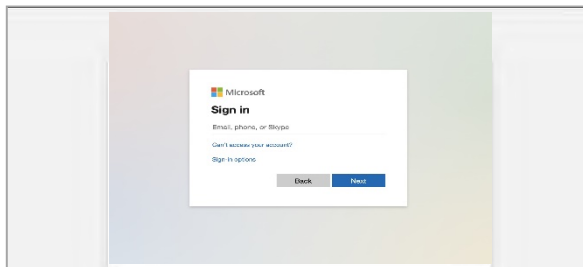 Microsoft
Sign in
Email, phone, or Skype
Can't access your account?
Sign-in options
Back Next